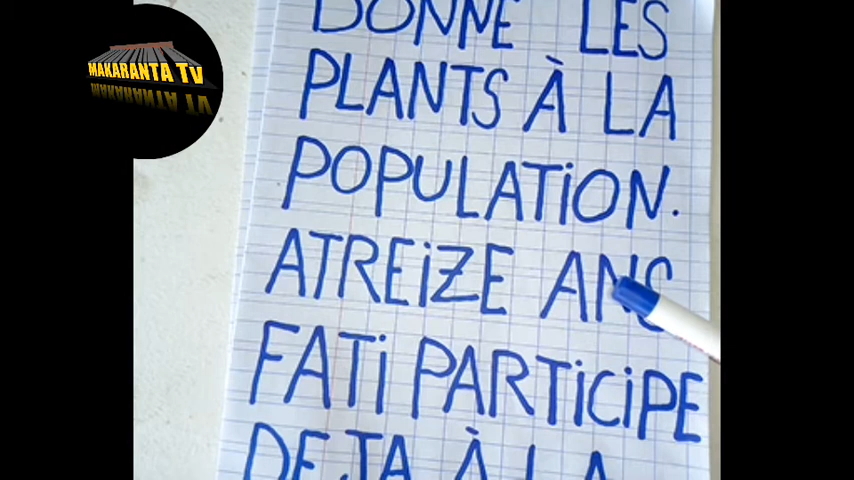 MAKARANTA TV
DONNE LES
PLANTS À LA
POPULATION.
ATREiZE ANS
FATi PARTiCiPE
DEJA À LA